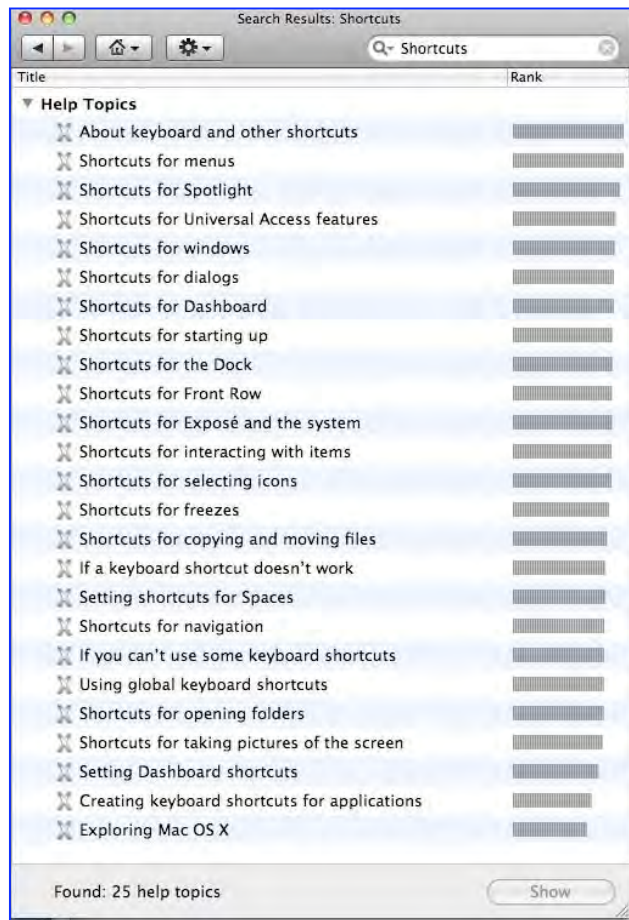 Search Results: Shortcuts
Shortcuts
Title Rank
Help Topics
About keyboard and other shortcuts
Shortcuts for menus
Shortcuts for Spotlight
Shortcuts for Universal Access features
Shortcuts for windows
Shortcuts for dialogs
Shortcuts for Dashboard
Shortcuts for starting up
Shortcuts for the Dock
Shortcuts for Front Row
Shortcuts for Exposé and the system
Shortcuts for interacting with items
Shortcuts for selecting icons
Shortcuts for freezes
Shortcuts for copying and moving files
If a keyboard shortcut doesn't work
Setting shortcuts for Spaces
Shortcuts for navigation
If you can't use some keyboard shortcuts
Using global keyboard shortcuts
Shortcuts for opening folders
Shortcuts for taking pictures of the screen
Setting Dashboard shortcuts
Creating keyboard shortcuts for applications
Exploring Mac OS X
Found: 25 help topics Show